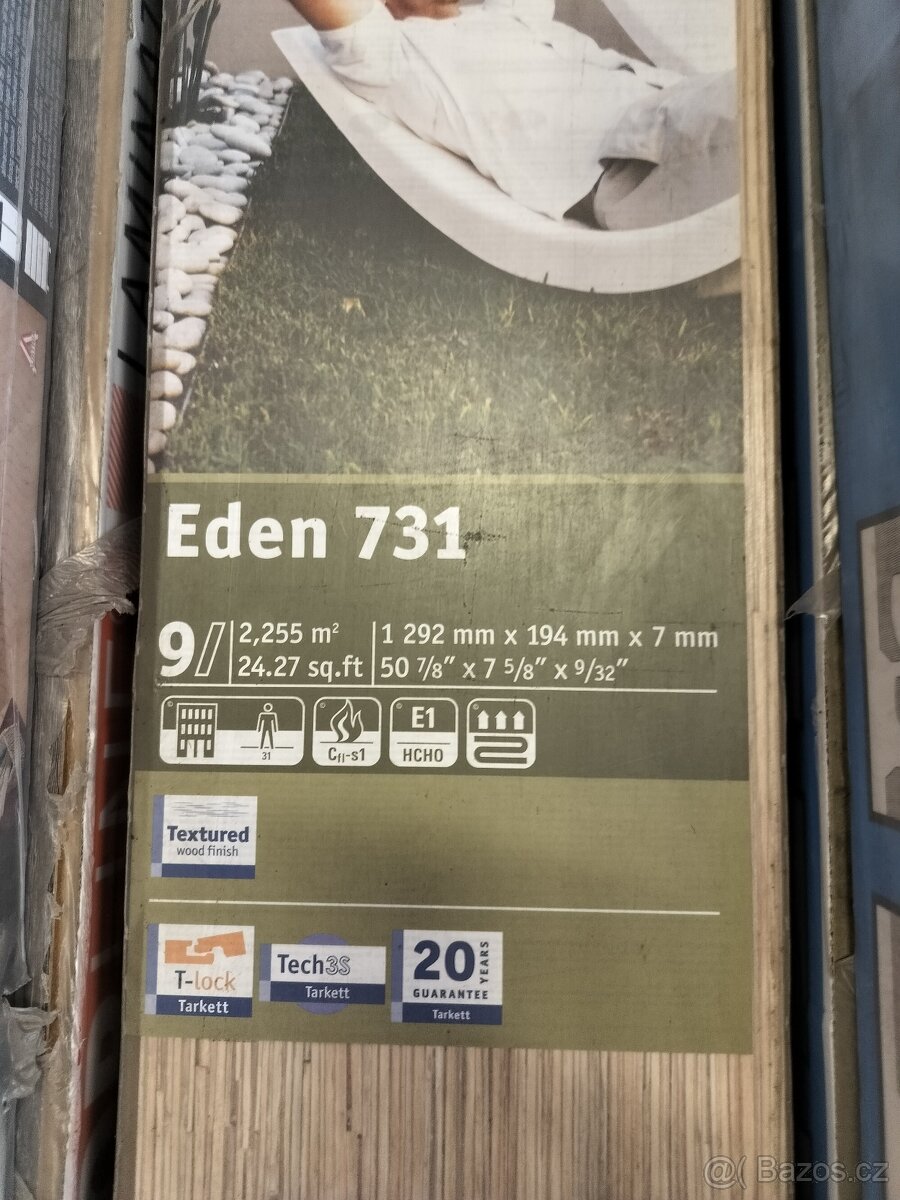 Eden 731
9
2,255 m²
1 292 mm x 194 mm x 7 mm
24.27 sq.ft
50 7/8" x 7 5/8" x 9/32"
31
Cfl-s1
E1
HCHO
Textured
wood finish
T-lock
Tarkett
Tech3S
Tarkett
20 YEARS
GUARANTEE
Tarkett
@( Bazos.cz